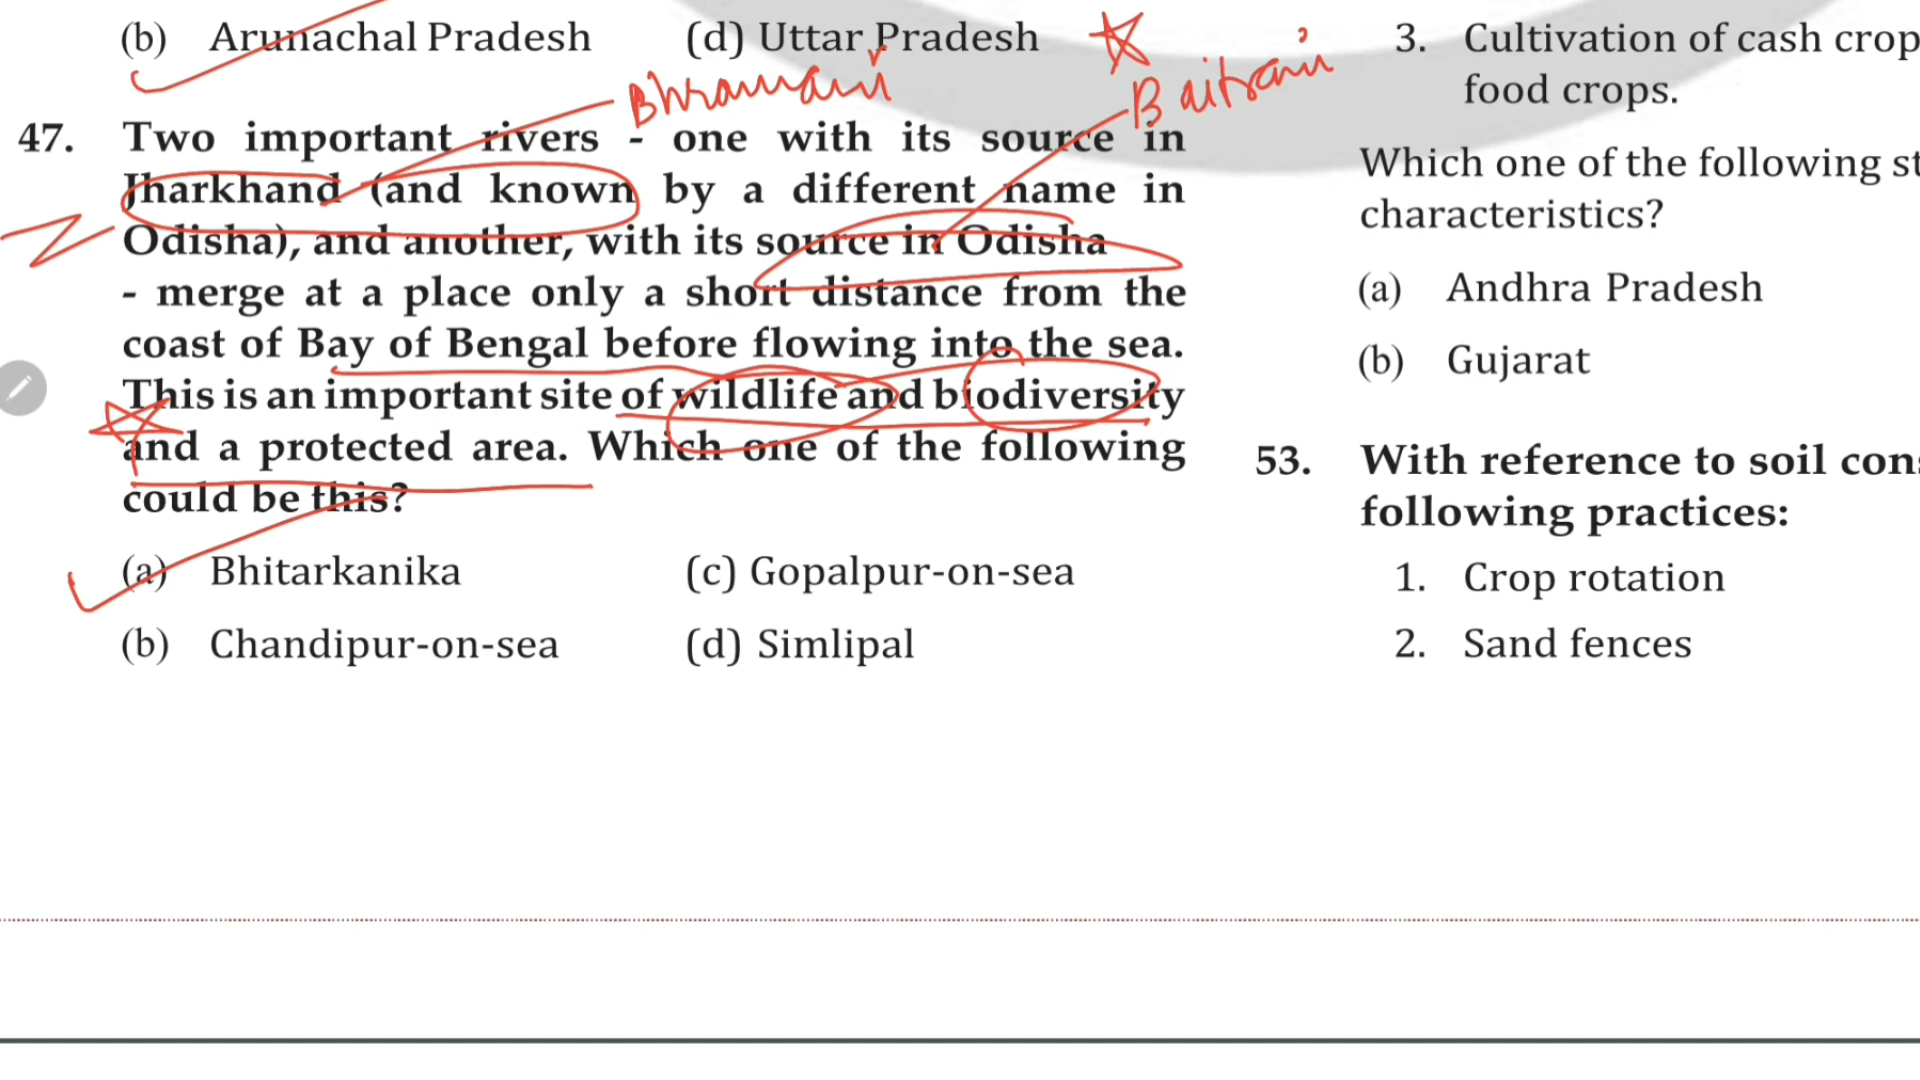 (b) Arunachal Pradesh (d) Uttar Pradesh
Bhramani
Baitrani
47. Two important rivers - one with its source in
Jharkhand (and known by a different name in
Odisha), and another, with its source in Odisha
- merge at a place only a short distance from the
coast of Bay of Bengal before flowing into the sea.
This is an important site of wildlife and biodiversity
and a protected area. Which one of the following
could be this?
(a) Bhitarkanika (c) Gopalpur-on-sea
(b) Chandipur-on-sea (d) Simlipal
3. Cultivation of cash crop
food crops.
Which one of the following st
characteristics?
(a) Andhra Pradesh
(b) Gujarat
53. With reference to soil con
following practices:
1. Crop rotation
2. Sand fences